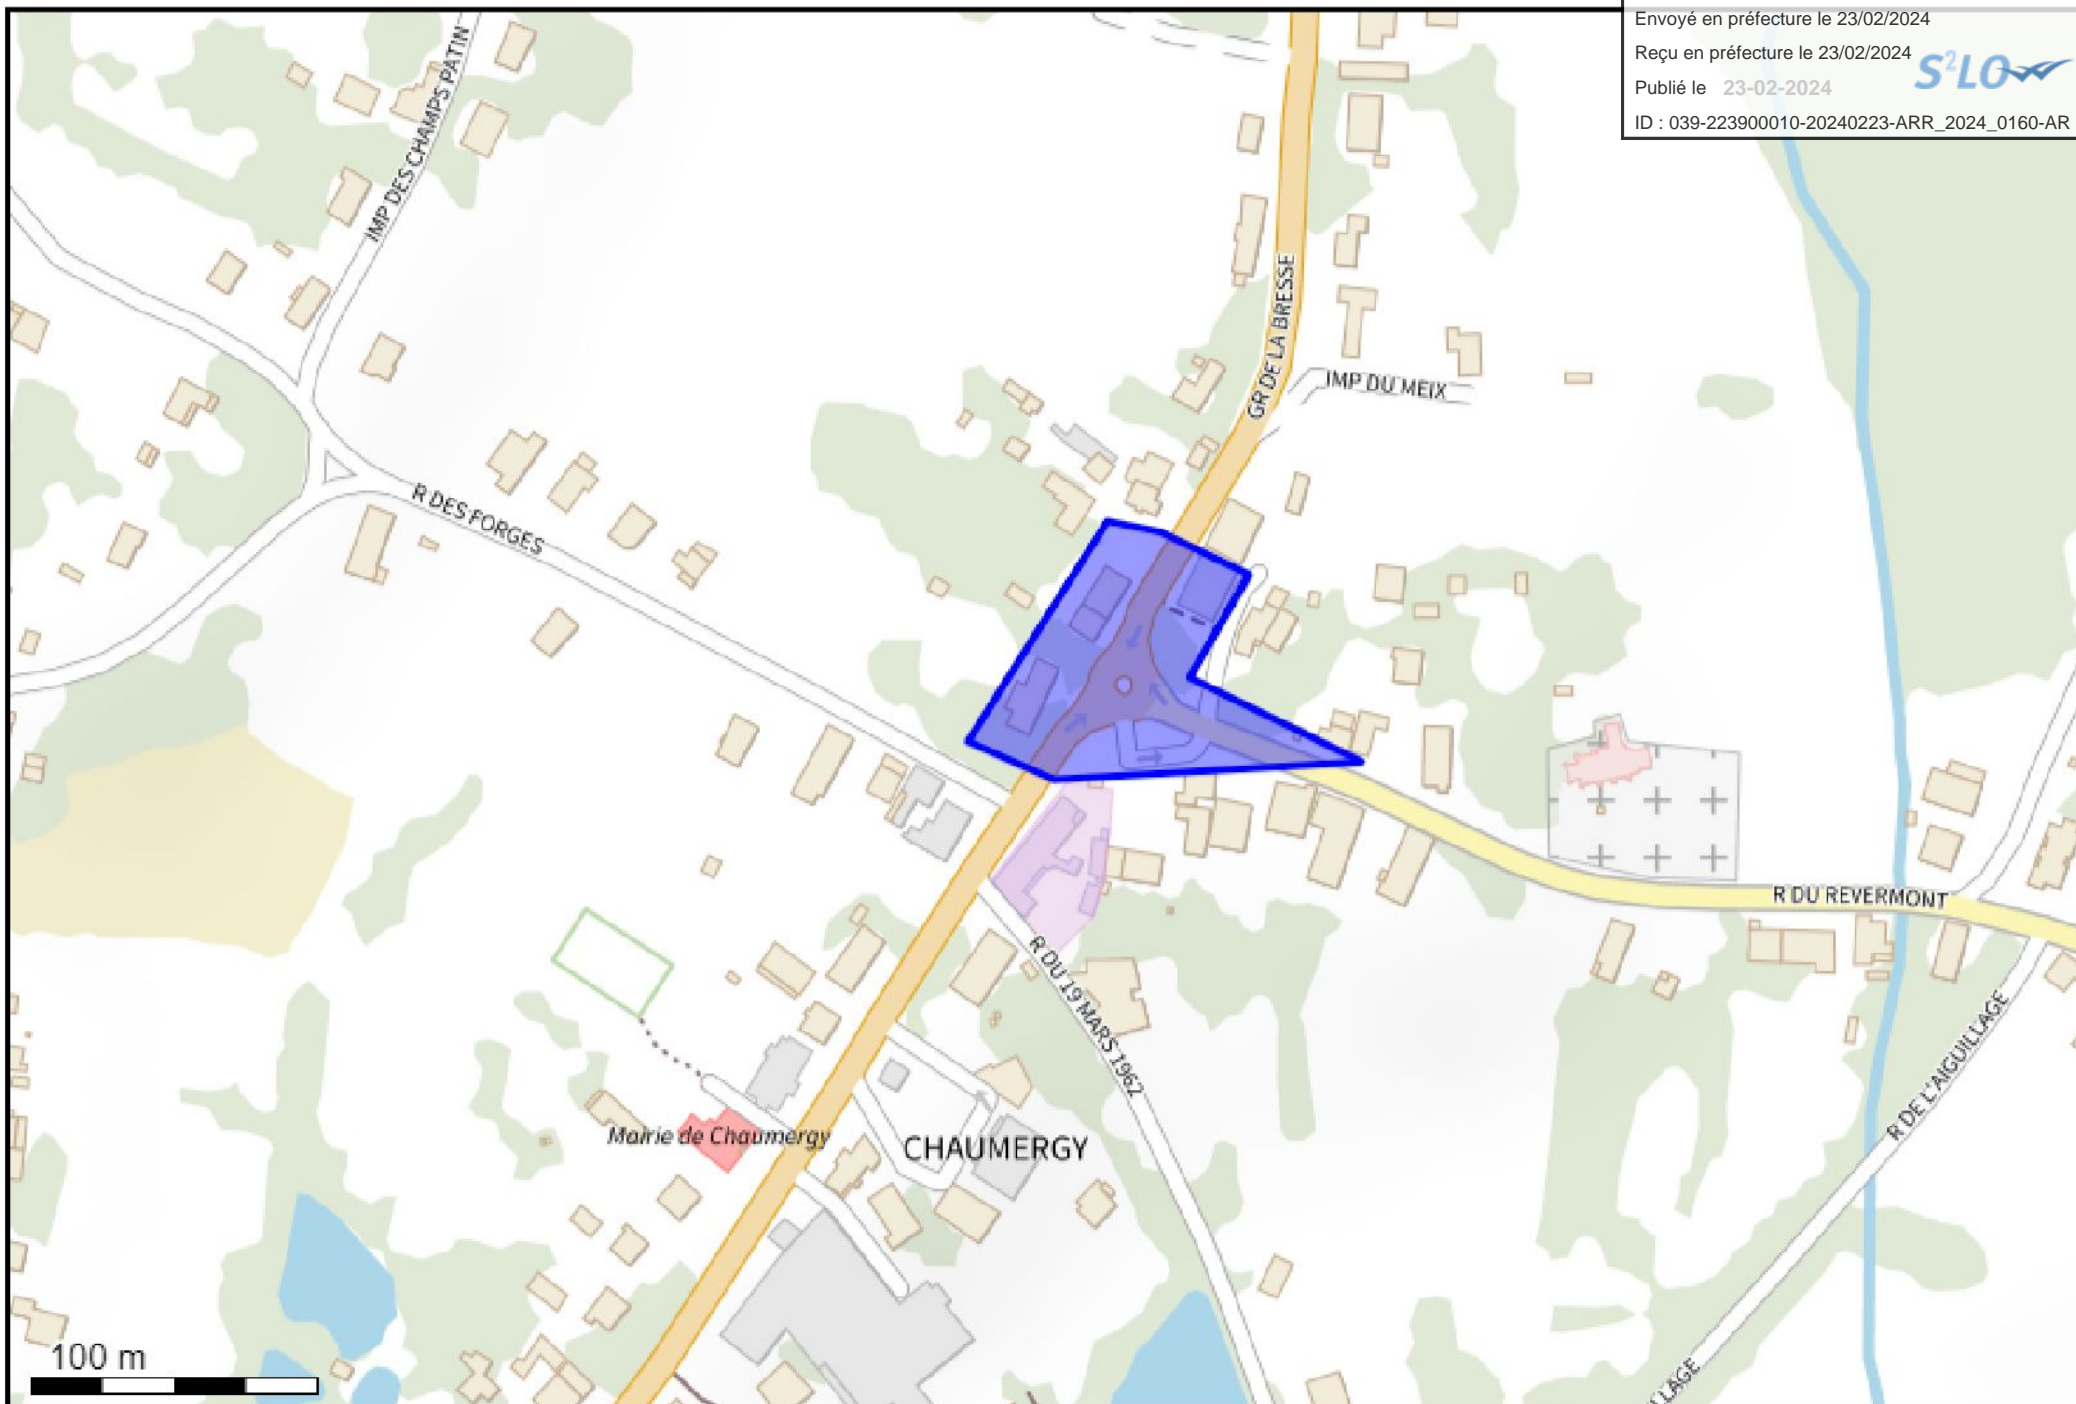 Envoyé en préfecture le 23/02/2024
Reçu en préfecture le 23/02/2024
S²LO
Publié le 23-02-2024
ID : 039-223900010-20240223-ARR_2024_0160-AR
IMP DES CHAMPS PATIN
GR DE LA BRESSE
IMP DU MEIX
R DES FORGES
R DU REVERMONT
R DU 19 MARS 1962
R DE L'AIGUILLAGE
Mairie de Chaumergy
CHAUMERGY
100 m
LLAGE